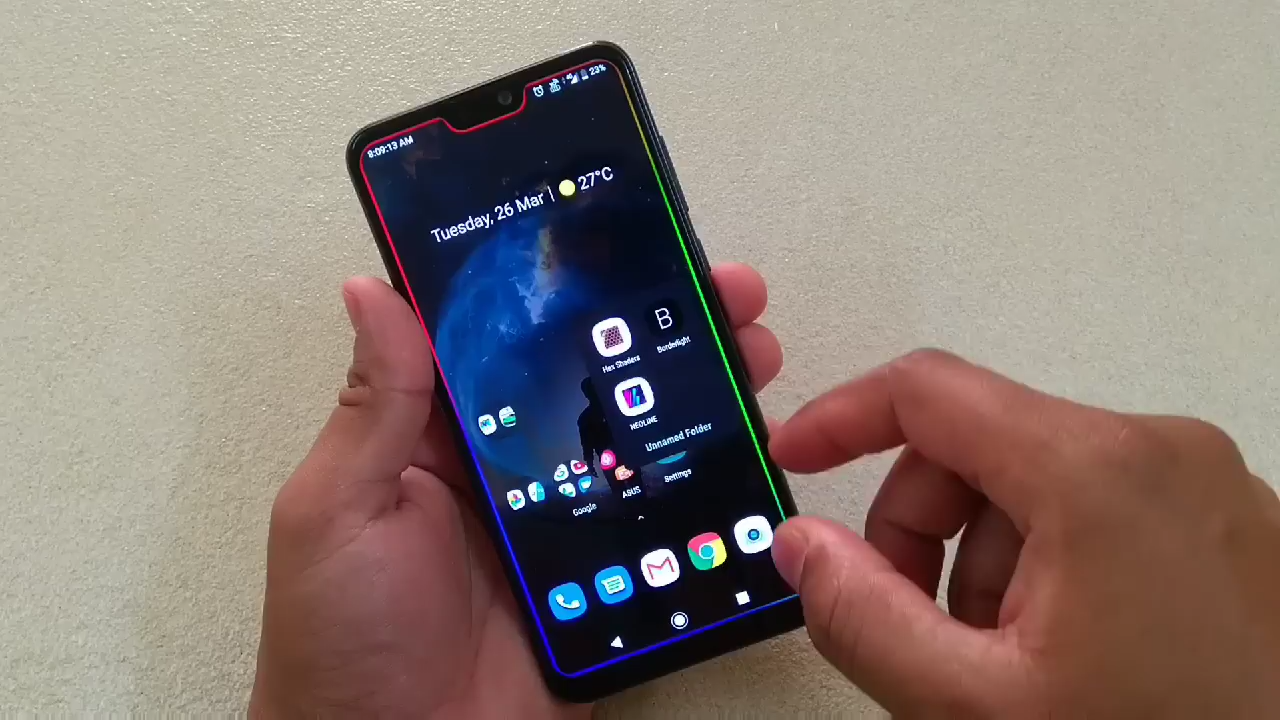 8:09:13 AM
23%
Tuesday, 26 Mar | 27°C
Hex Shaders
B
Borderlight
NEOLINE
Unnamed Folder
Google
ASUS
Settings